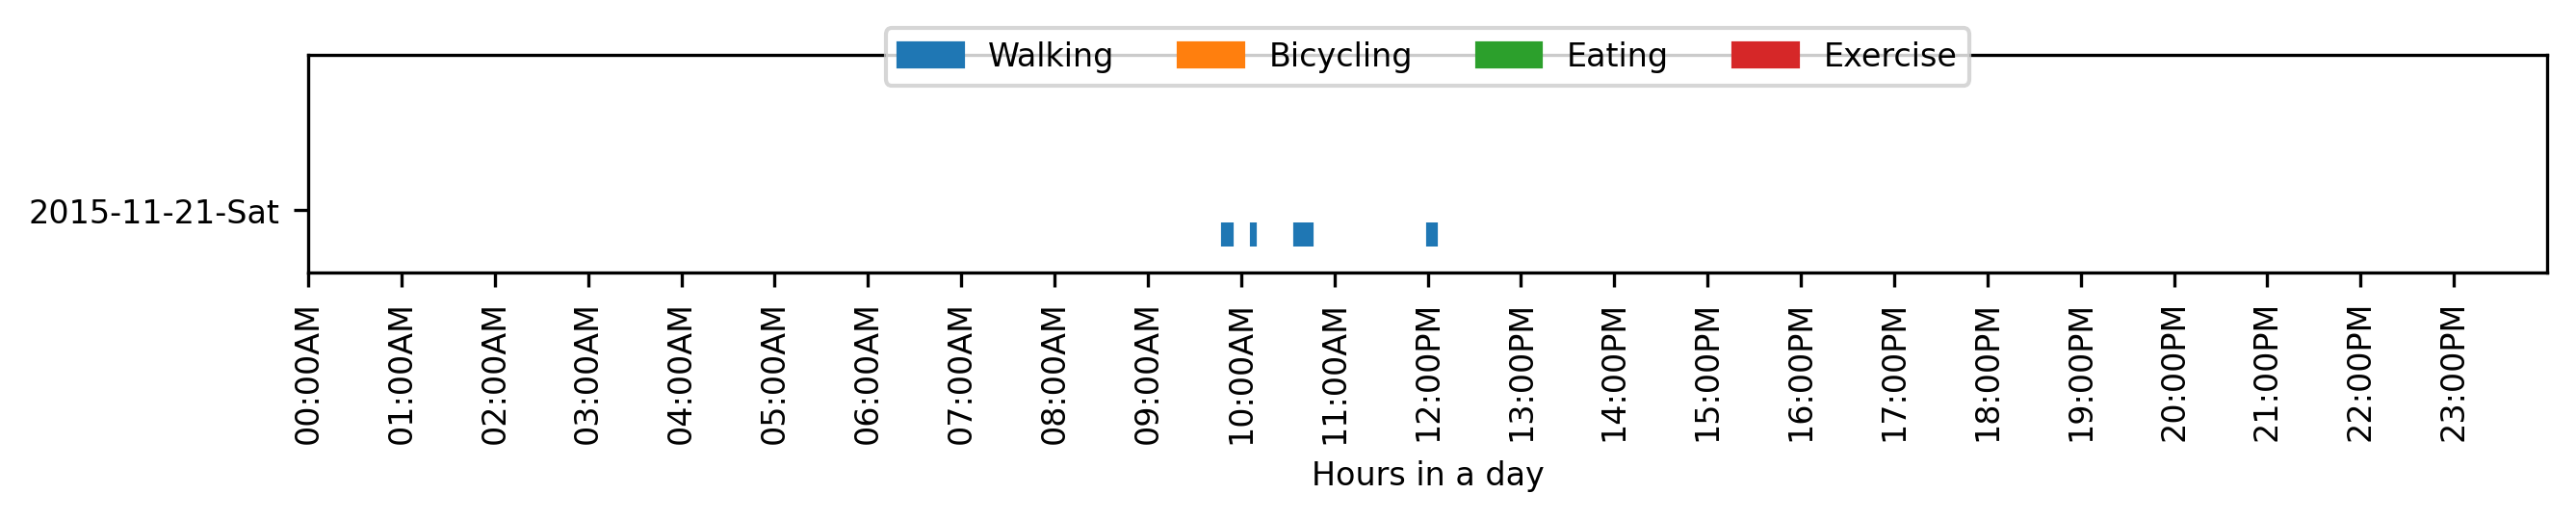 Walking Bicycling Eating Exercise
2015-11-21-Sat
00:00AM
01:00AM
02:00AM
03:00AM
04:00AM
05:00AM
06:00AM
07:00AM
08:00AM
09:00AM
10:00AM
11:00AM
12:00PM
13:00PM
14:00PM
15:00PM
16:00PM
17:00PM
18:00PM
19:00PM
20:00PM
21:00PM
22:00PM
23:00PM
Hours in a day